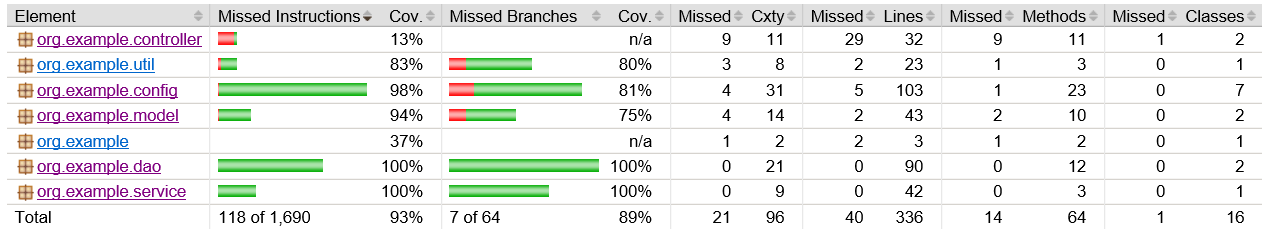 Element Missed Instructions Cov. Missed Branches Cov. Missed Cxty Missed Lines Missed Methods Missed Classes
org.example.controller 13% n/a 9 11 29 32 9 11 1 2
org.example.util 83% 80% 3 8 2 23 1 3 0 1
org.example.config 98% 81% 4 31 5 103 1 23 0 7
org.example.model 94% 75% 4 14 2 43 2 10 0 2
org.example 37% n/a 1 2 2 3 1 2 0 1
org.example.dao 100% 100% 0 21 0 90 0 12 0 2
org.example.service 100% 100% 0 9 0 42 0 3 0 1
Total 118 of 1,690 93% 7 of 64 89% 21 96 40 336 14 64 1 16